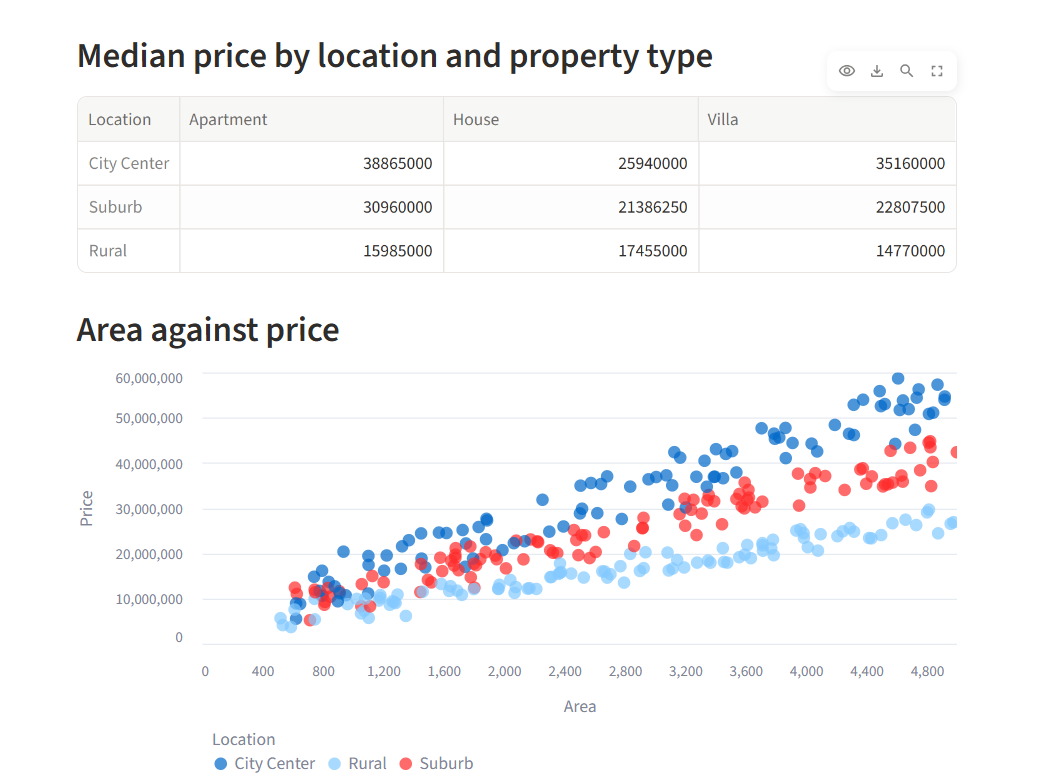 Median price by location and property type
Location Apartment House Villa
City Center 38865000 25940000 35160000
Suburb 30960000 21386250 22807500
Rural 15985000 17455000 14770000
Area against price
60,000,000
50,000,000
40,000,000
30,000,000
20,000,000
10,000,000
0
Price
0 400 800 1,200 1,600 2,000 2,400 2,800 3,200 3,600 4,000 4,400 4,800
Area
Location
City Center Rural Suburb